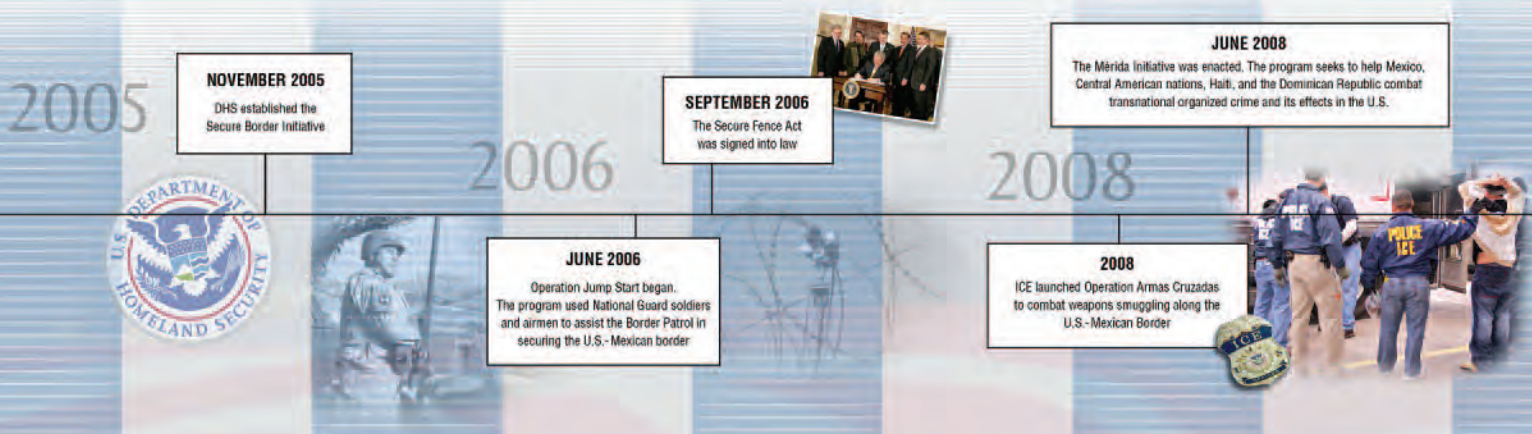 2005
NOVEMBER 2005
DHS established the
Secure Border Initiative
U.S. DEPARTMENT OF
HOMELAND SECURITY
2006
JUNE 2006
Operation Jump Start began.
The program used National Guard soldiers
and airmen to assist the Border Patrol in
securing the U.S.- Mexican border
SEPTEMBER 2006
The Secure Fence Act
was signed into law
2008
2008
ICE launched Operation Armas Cruzadas
to combat weapons smuggling along the
U.S.- Mexican Border
ICE
JUNE 2008
The Mérida Initiative was enacted. The program seeks to help Mexico,
Central American nations, Haiti, and the Dominican Republic combat
transnational organized crime and its effects in the U.S.
POLICE
ICE